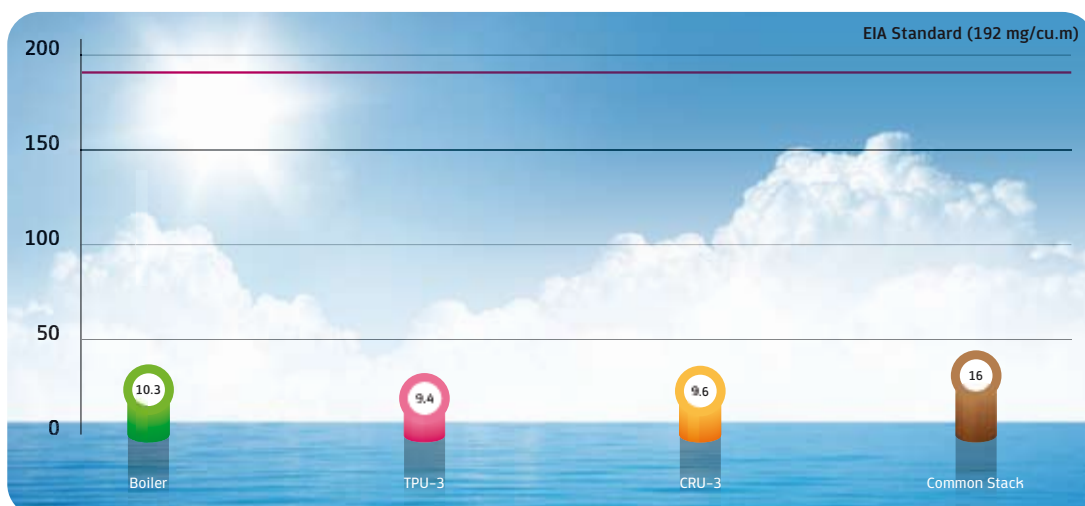 EIA Standard (192 mg/cu.m)
200
150
100
50
0
10.3
9.4
9.6
16
Boiler
TPU-3
CRU-3
Common Stack